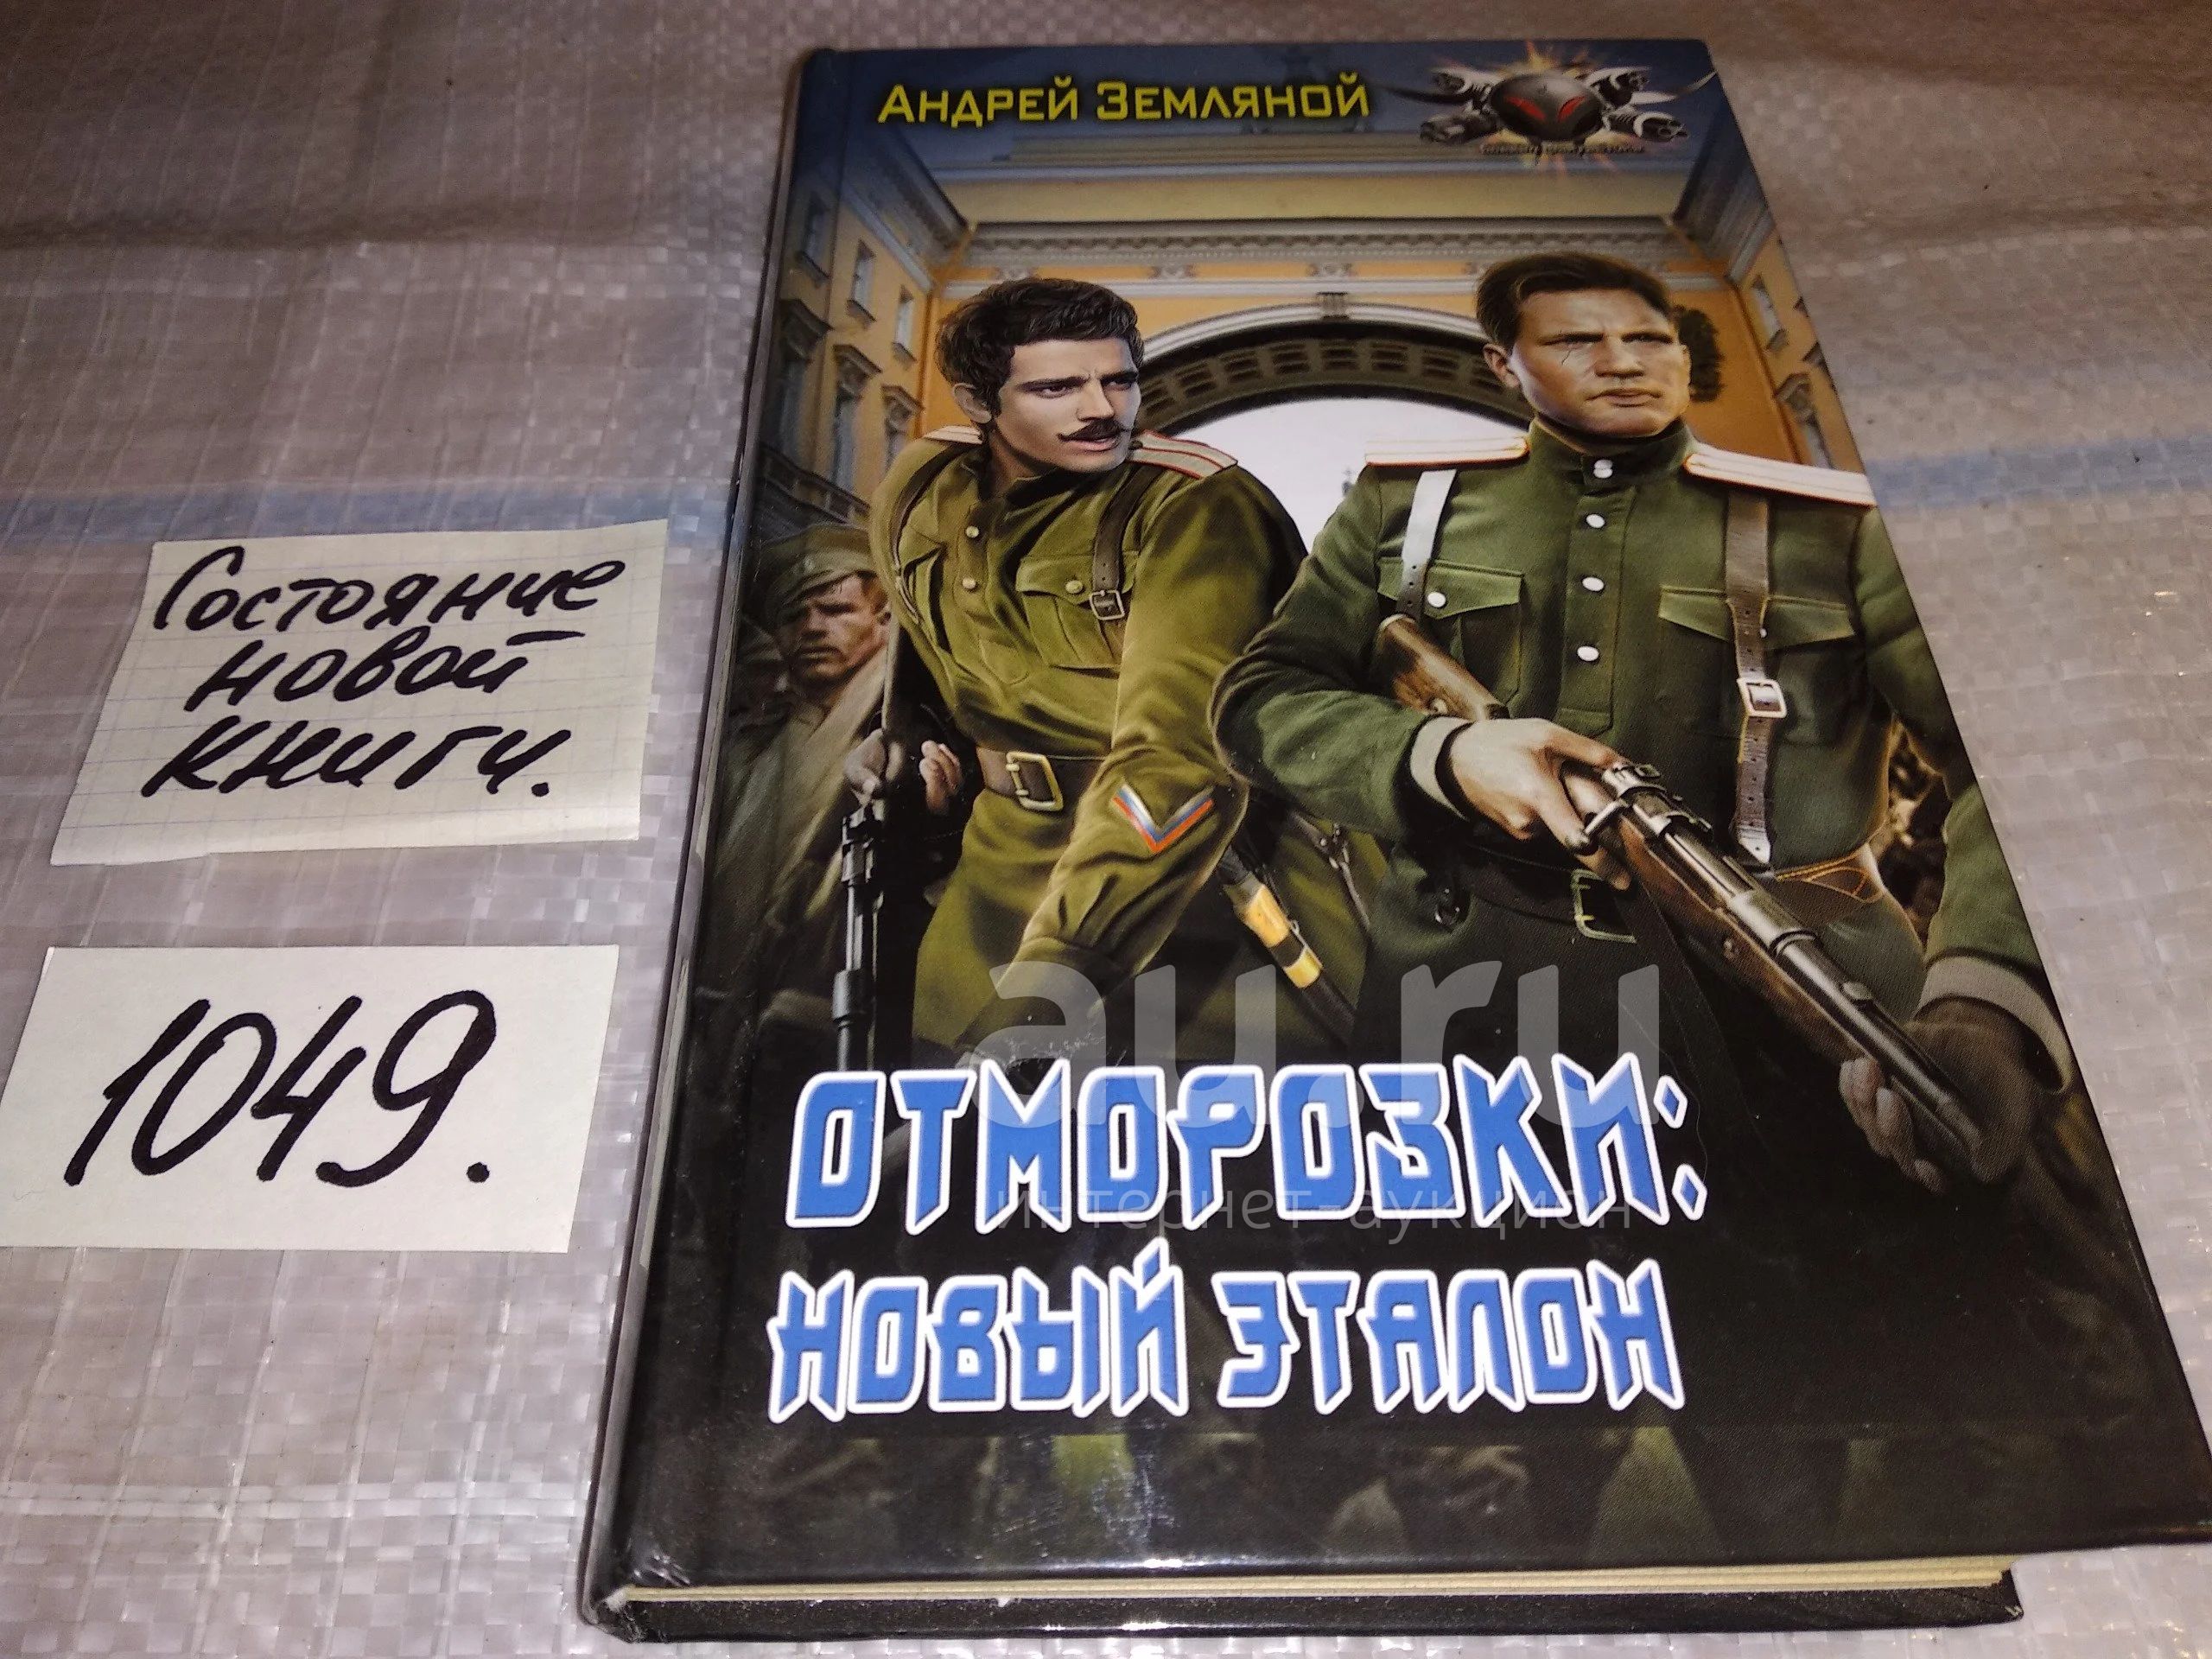 Андрей Земляной
Состояние
новой
книги.
1049.
au.ru
интернет-аукцион
ОТМОРОЗКИ:
НОВЫЙ ЭТАЛОН